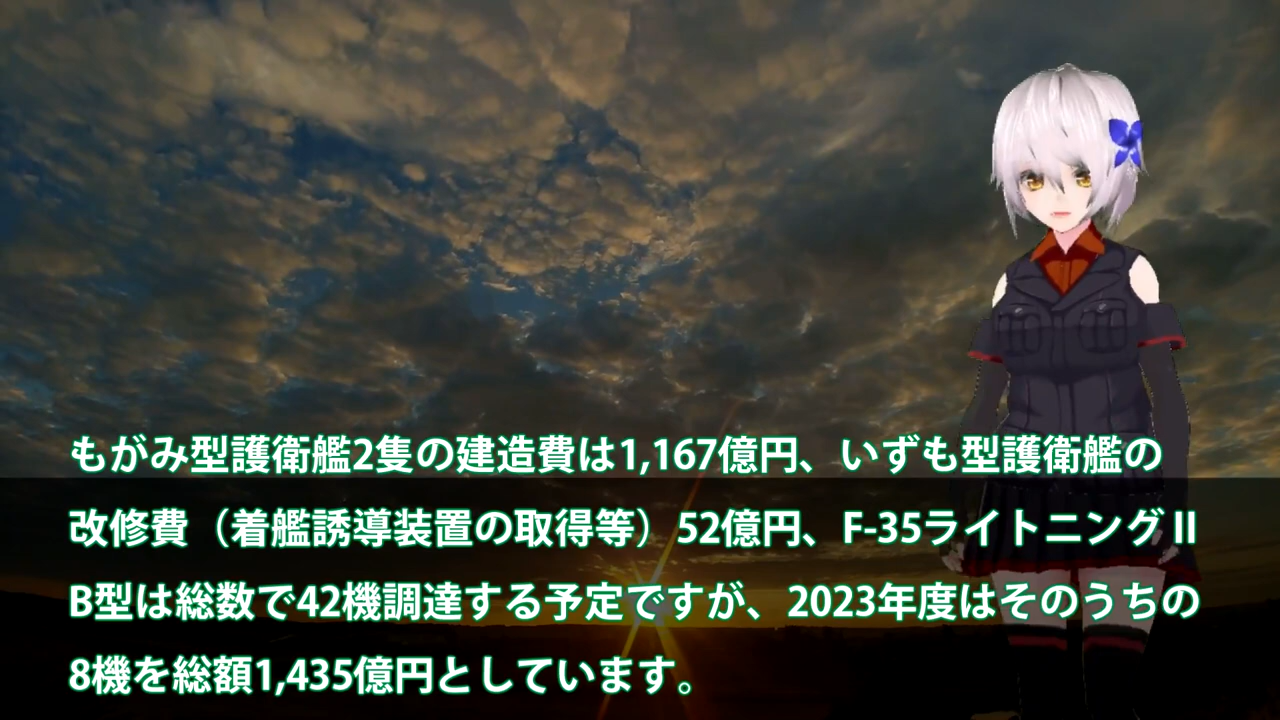 もがみ型護衛艦2隻の建造費は1,167億円、いずも型護衛艦の
改修費（着艦誘導装置の取得等）52億円、F-35ライトニングⅡ
B型は総数で42機調達する予定ですが、2023年度はそのうちの
8機を総額1,435億円としています。